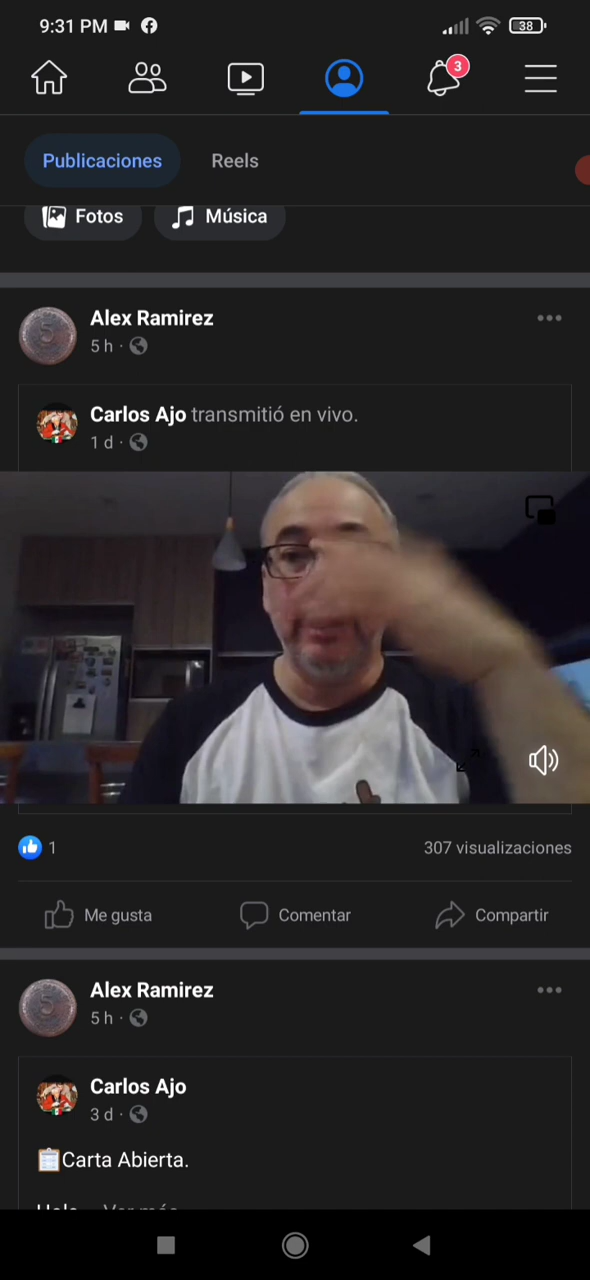 9:31 PM
38
3
Publicaciones
Reels
Fotos
Música
Alex Ramirez
5 h ·
Carlos Ajo transmitió en vivo.
1 d ·
1
307 visualizaciones
Me gusta
Comentar
Compartir
Alex Ramirez
5 h ·
Carlos Ajo
3 d ·
📋Carta Abierta.